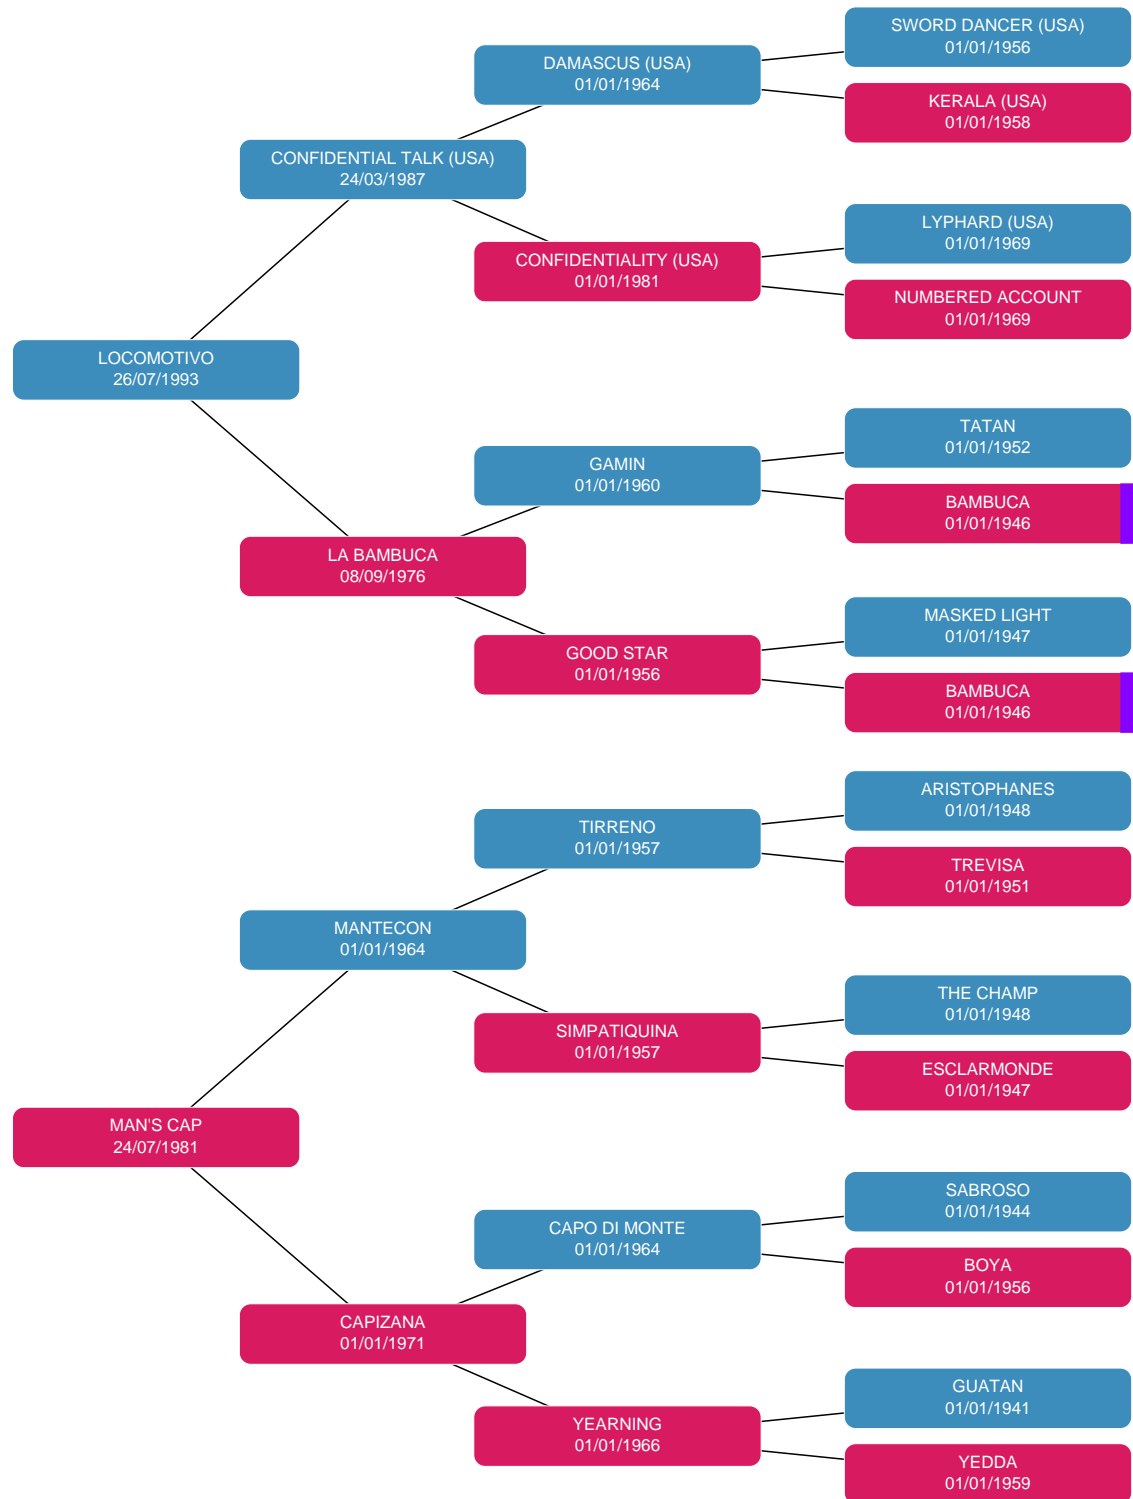 SWORD DANCER (USA)
01/01/1956
DAMASCUS (USA)
01/01/1964
KERALA (USA)
01/01/1958
CONFIDENTIAL TALK (USA)
24/03/1987
LYPHARD (USA)
01/01/1969
CONFIDENTIALITY (USA)
01/01/1981
NUMBERED ACCOUNT
01/01/1969
LOCOMOTIVO
26/07/1993
TATAN
01/01/1952
GAMIN
01/01/1960
BAMBUCA
01/01/1946
LA BAMBUCA
08/09/1976
MASKED LIGHT
01/01/1947
GOOD STAR
01/01/1956
BAMBUCA
01/01/1946
ARISTOPHANES
01/01/1948
TIRRENO
01/01/1957
TREVISA
01/01/1951
MANTECON
01/01/1964
THE CHAMP
01/01/1948
SIMPATIQUINA
01/01/1957
ESCLARMONDE
01/01/1947
MAN'S CAP
24/07/1981
SABROSO
01/01/1944
CAPO DI MONTE
01/01/1964
BOYA
01/01/1956
CAPIZANA
01/01/1971
GUATAN
01/01/1941
YEARNING
01/01/1966
YEDDA
01/01/1959